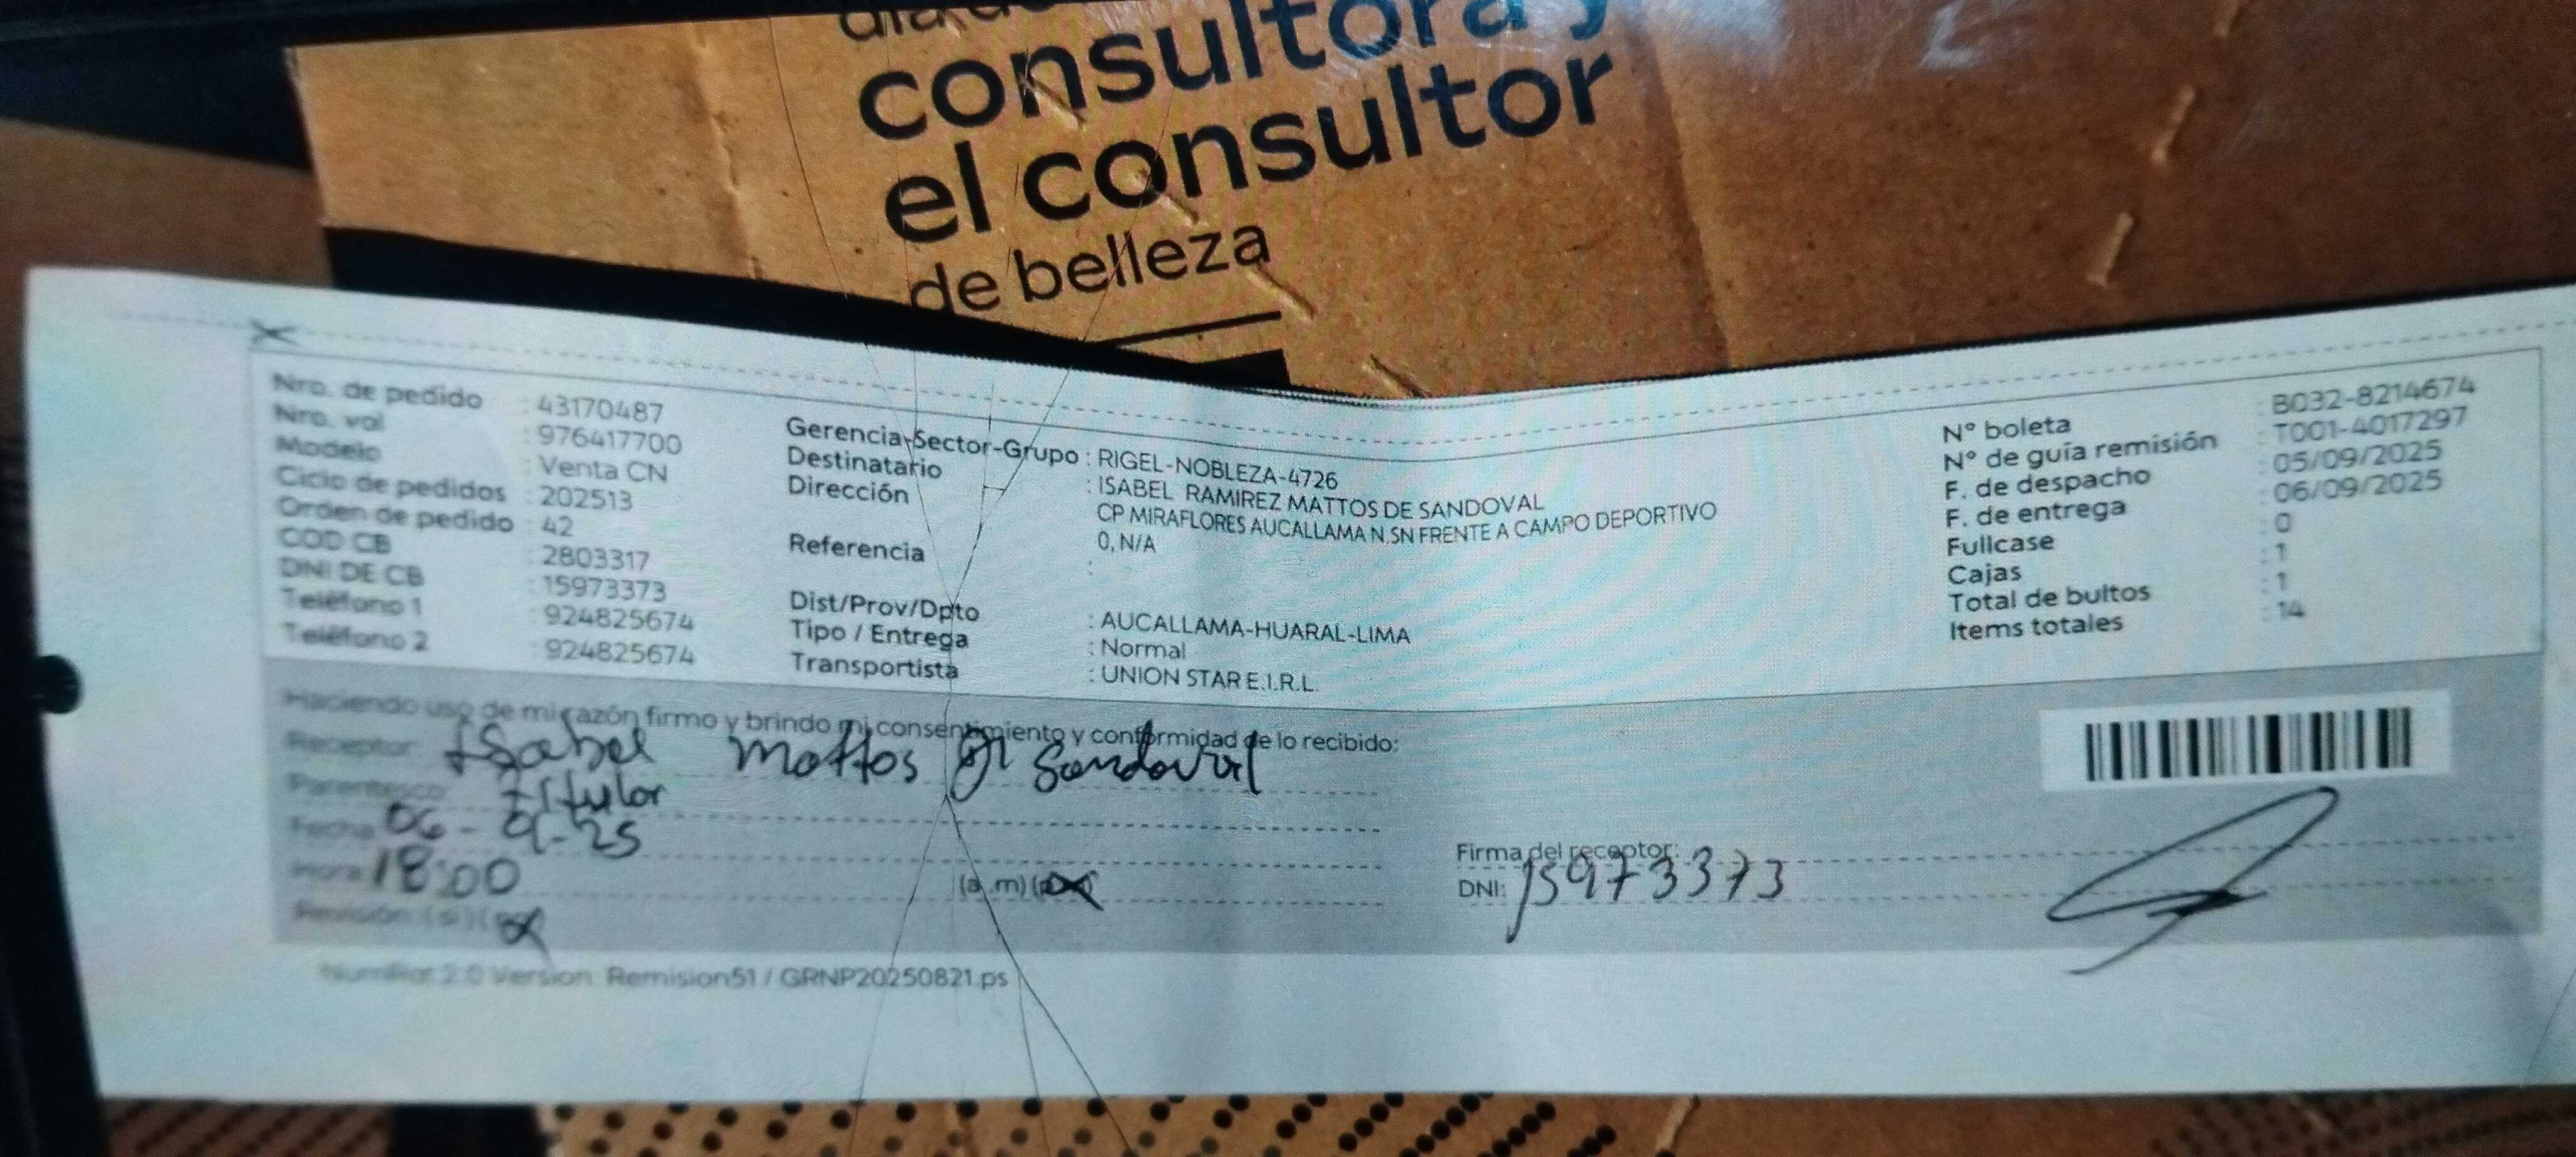 consultora y
el consultor
de belleza
Nro. de pedido : 43170487
Nro. val : 976417700
Modelo : Venta CN
Ciclo de pedidos : 202513
Orden de pedido : 42
COD CB : 2803317
DNI DE CB : 15973373
Teléfono 1 : 924825674
Teléfono 2 : 924825674
Gerencia-Sector-Grupo : RIGEL-NOBLEZA-4726
Destinatario : ISABEL RAMIREZ MATTOS DE SANDOVAL
Dirección CP MIRAFLORES AUCALLAMA N.SN FRENTE A CAMPO DEPORTIVO
0, N/A
Referencia :
Dist/Prov/Dpto : AUCALLAMA-HUARAL-LIMA
Tipo / Entrega : Normal
Transportista : UNION STAR E.I.R.L.
N° boleta : B032-8214674
N° de guía remisión : T001-4017297
F. de despacho : 05/09/2025
F. de entrega : 06/09/2025
Fullcase : 0
Cajas : 1
Total de bultos : 1
Items totales : 14
Haciendo uso de mi razón firmo y brindo mi consentimiento y conformidad de lo recibido:
Receptor: Isabel Mattos de Sandoval
Parentesco: titular
Fecha: 06-09-25
Hora: 18:00 (a .m)
Revisión: (si)
Firma del receptor:
DNI: 15973373
2.0 Version: Remision51 / GRNP20250821.ps